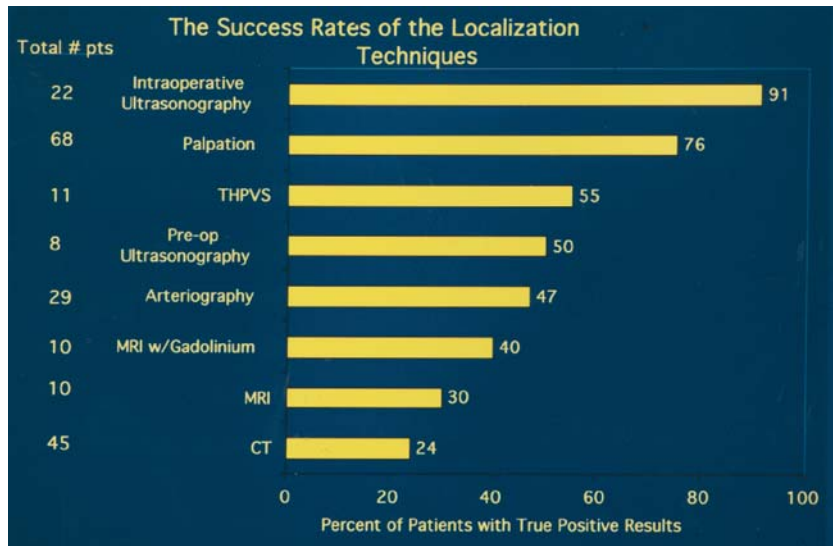 The Success Rates of the Localization
Techniques
Total # pts
22 Intraoperative Ultrasonography 91
68 Palpation 76
11 THPVS 55
8 Pre-op Ultrasonography 50
29 Arteriography 47
10 MRI w/Gadolinium 40
10 MRI 30
45 CT 24
0 20 40 60 80 100
Percent of Patients with True Positive Results